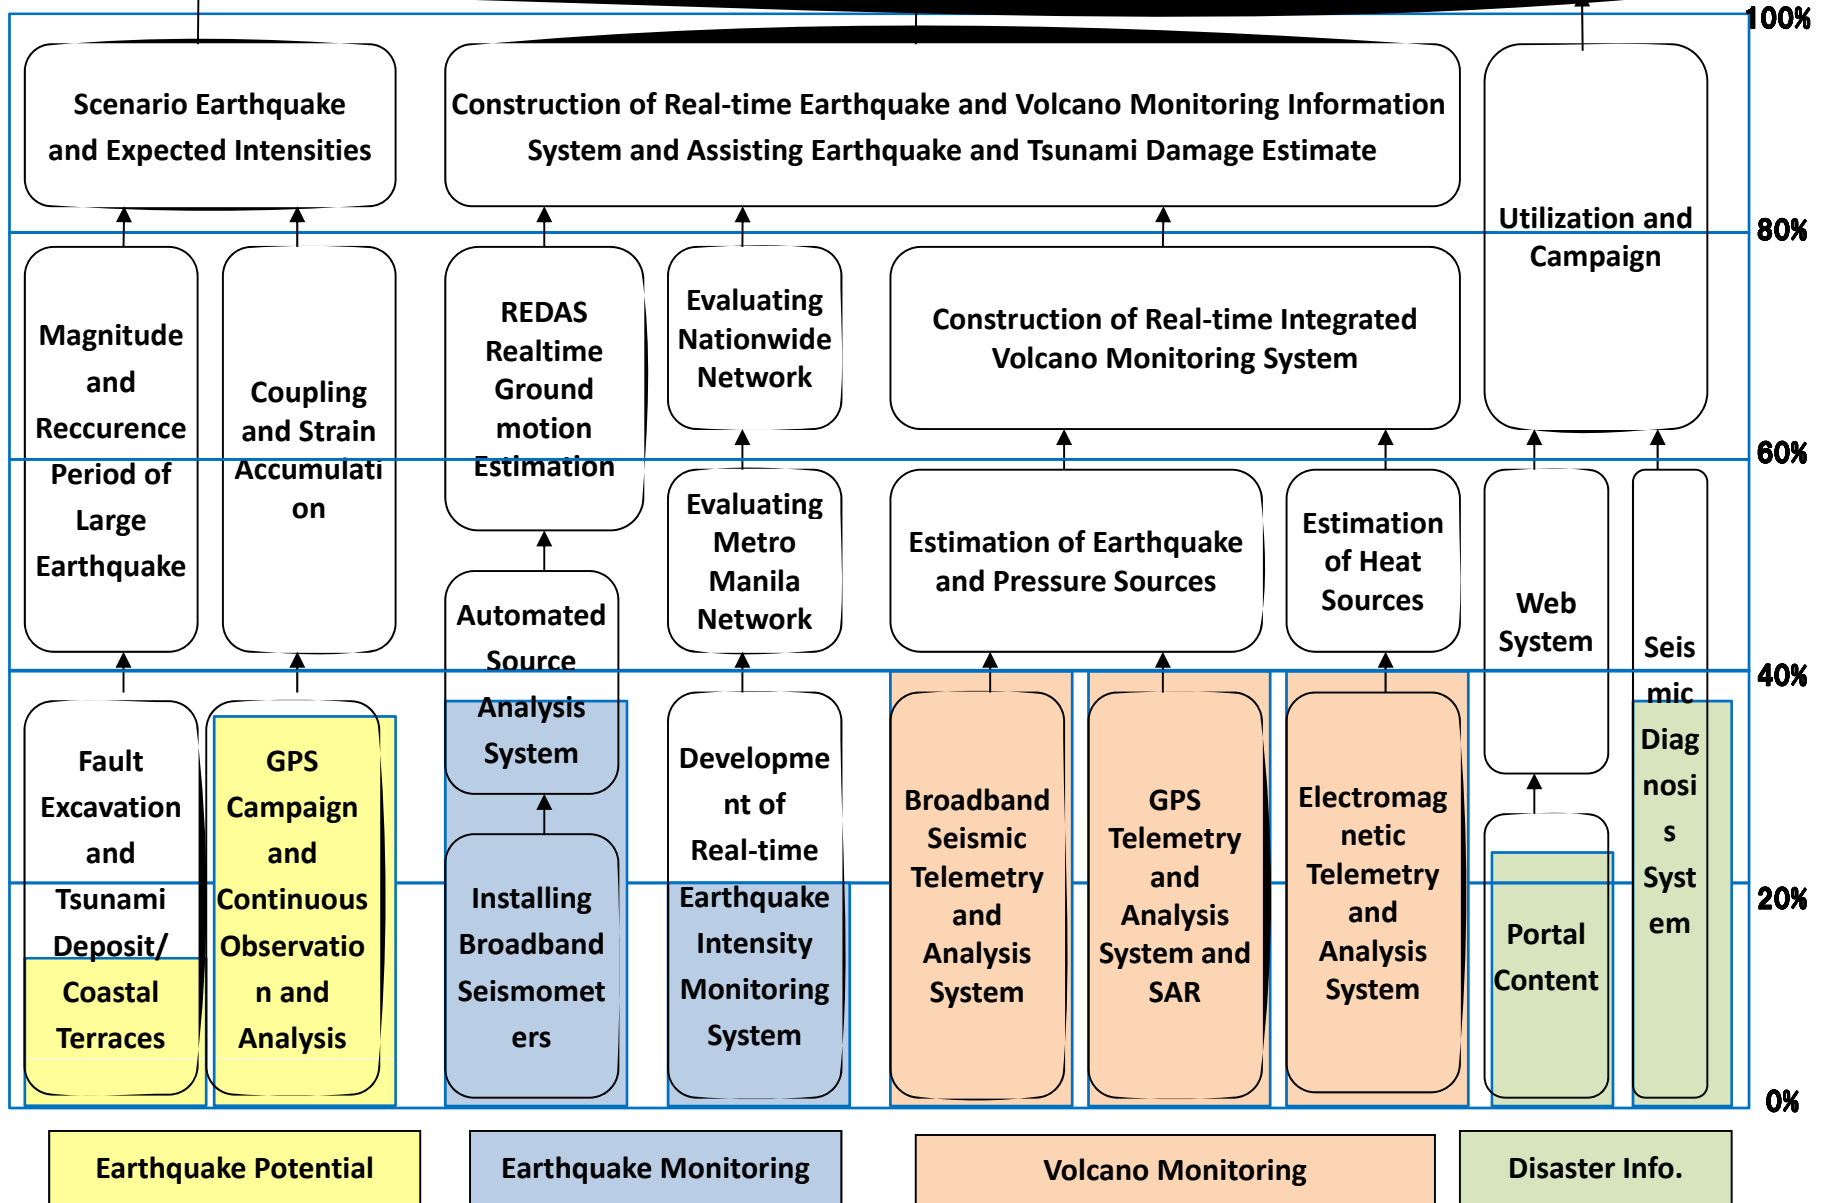 100%
Scenario Earthquake
and Expected Intensities
Construction of Real-time Earthquake and Volcano Monitoring Information
System and Assisting Earthquake and Tsunami Damage Estimate
Utilization and
Campaign
80%
Magnitude
and
Reccurence
Period of
Large
Earthquake
Coupling
and Strain
Accumulati
on
REDAS
Realtime
Ground
motion
Estimation
Evaluating
Nationwide
Network
Construction of Real-time Integrated
Volcano Monitoring System
60%
Evaluating
Metro
Manila
Network
Estimation of Earthquake
and Pressure Sources
Estimation
of Heat
Sources
Automated
Source
Analysis
System
Web
System
Seis
mic
Diag
nosi
s
Syst
em
40%
Fault
Excavation
and
Tsunami
Deposit/
Coastal
Terraces
GPS
Campaign
and
Continuous
Observatio
n and
Analysis
Installing
Broadband
Seismomet
ers
Developme
nt of
Real-time
Earthquake
Intensity
Monitoring
System
Broadband
Seismic
Telemetry
and
Analysis
System
GPS
Telemetry
and
Analysis
System and
SAR
Electromag
netic
Telemetry
and
Analysis
System
Portal
Content
20%
0%
Earthquake Potential
Earthquake Monitoring
Volcano Monitoring
Disaster Info.